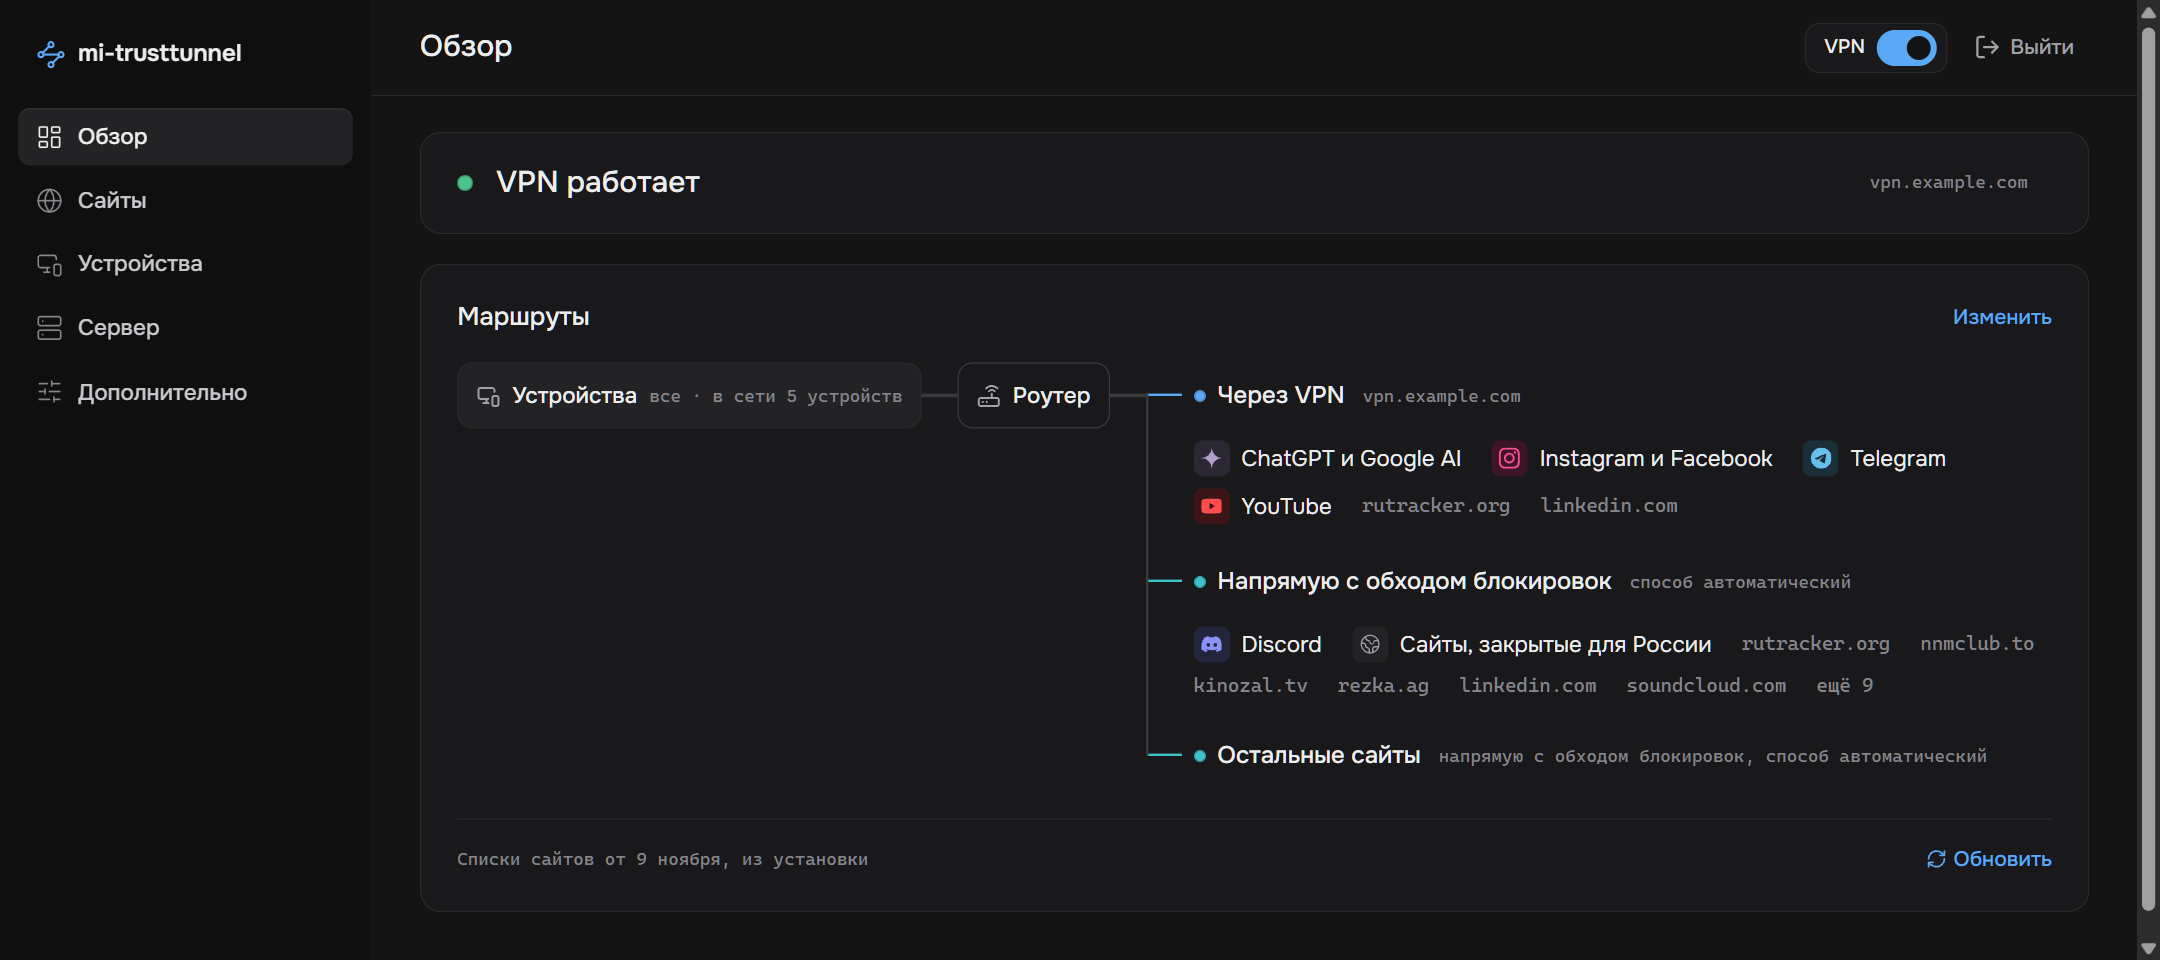 mi-trusttunnel
Обзор
Сайты
Устройства
Сервер
Дополнительно
Обзор
VPN
Выйти
VPN работает
vpn.example.com
Маршруты
Изменить
Устройства все · в сети 5 устройств
Роутер
Через VPN vpn.example.com
ChatGPT и Google AI Instagram и Facebook Telegram
YouTube rutracker.org linkedin.com
Напрямую с обходом блокировок способ автоматический
Discord Сайты, закрытые для России rutracker.org nnmclub.to
kinozal.tv rezka.ag linkedin.com soundcloud.com ещё 9
Остальные сайты напрямую с обходом блокировок, способ автоматический
Списки сайтов от 9 ноября, из установки
Обновить